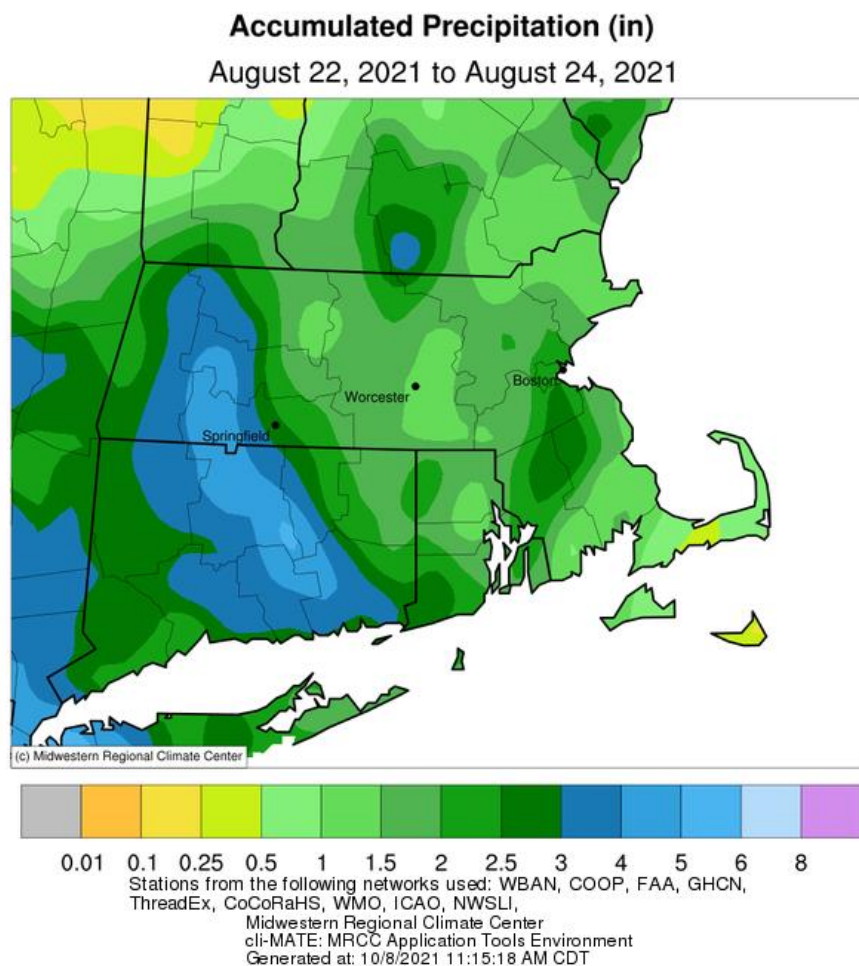 Accumulated Precipitation (in)
August 22, 2021 to August 24, 2021
Boston
Worcester
Springfield
(c) Midwestern Regional Climate Center
0.01 0.1 0.25 0.5 1 1.5 2 2.5 3 4 5 6 8
Stations from the following networks used: WBAN, COOP, FAA, GHCN,
ThreadEx, CoCoRaHS, WMO, ICAO, NWSLI,
Midwestern Regional Climate Center
cli-MATE: MRCC Application Tools Environment
Generated at: 10/8/2021 11:15:18 AM CDT